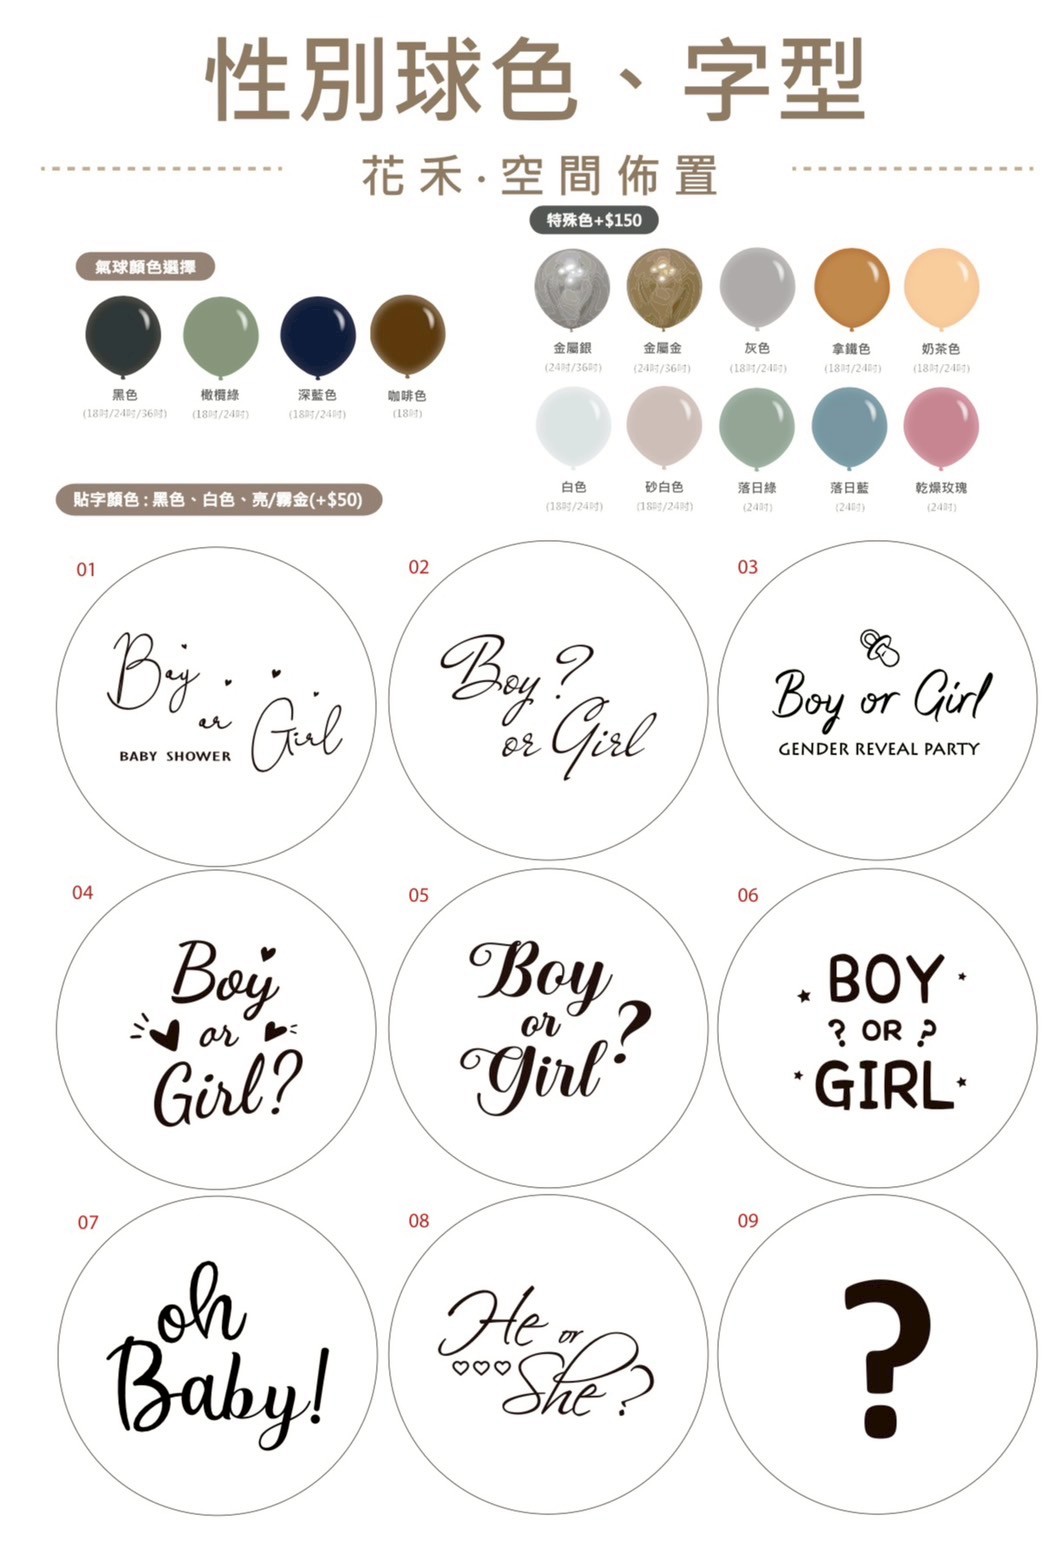 性別球色、字型
花禾·空間佈置
氣球顏色選擇
黑色
(18吋/24吋/36吋)
橄欖綠
(18吋/24吋)
深藍色
(18吋/24吋)
咖啡色
(18吋)
特殊色+$150
金屬銀
(24吋/36吋)
金屬金
(24吋/36吋)
灰色
(18吋/24吋)
拿鐵色
(18吋/24吋)
奶茶色
(18吋/24吋)
白色
(18吋/24吋)
砂白色
(18吋/24吋)
落日綠
(24吋)
落日藍
(24吋)
乾燥玫瑰
(24吋)
貼字顏色:黑色、白色、亮/霧金(+$50)
01
Boy
or
Girl
BABY SHOWER
02
Boy?
or Girl
03
Boy or Girl
GENDER REVEAL PARTY
04
Boy
or
Girl?
05
Boy
or
Girl?
06
BOY
? OR ?
GIRL
07
oh
Baby!
08
He or
She?
09
?